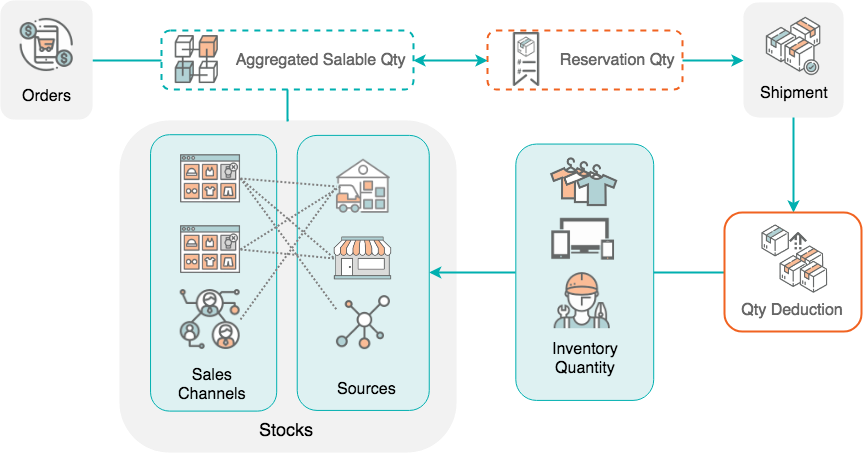 Orders
Aggregated Salable Qty
Reservation Qty
Shipment
Sales
Channels
Sources
Stocks
Inventory
Quantity
Qty Deduction